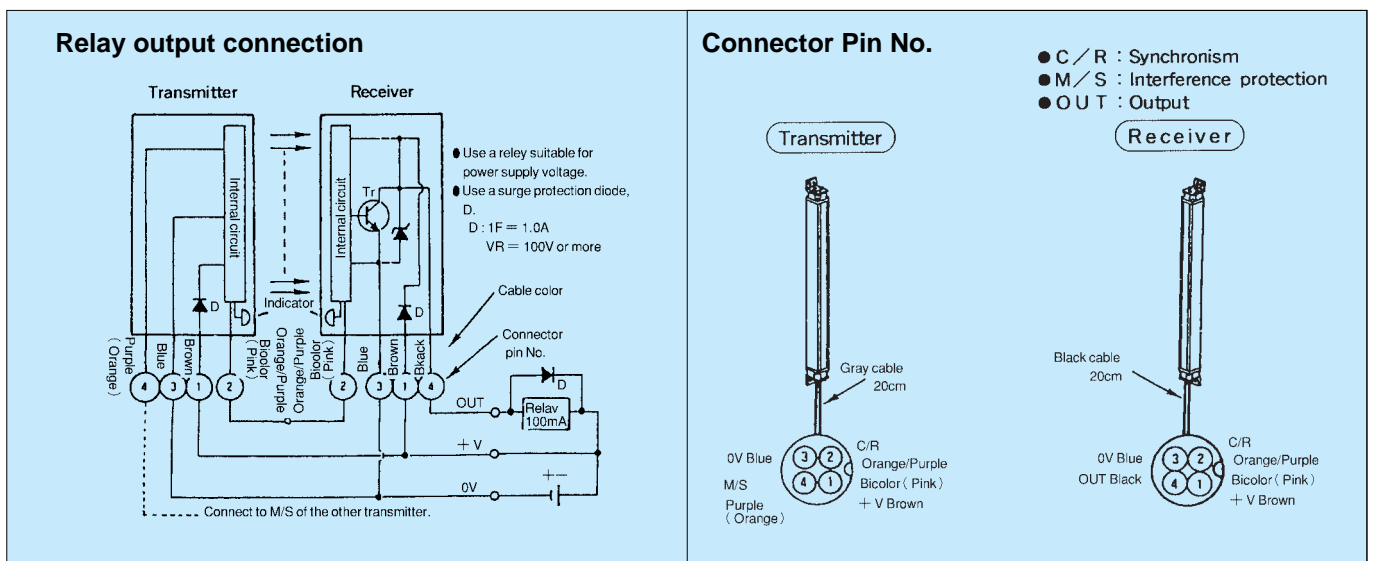 Relay output connection
Transmitter
Receiver
Internal circuit
Internal circuit
Tr
D
D
Indicator
● Use a reley suitable for
power supply voltage.
● Use a surge protection diode,
D.
D : 1F = 1.0A
VR = 100V or more
Cable color
Connector
pin No.
Purple
(Orange)
Blue
Brown
Bicolor
(Pink)
Orange/Purple
Orange/Purple
Bicolor
(Pink)
Blue
Brown
Bkack
4
3
1
2
2
3
1
4
D
OUT
Relav
100mA
+ V
+ −
0V
Connect to M/S of the other transmitter.
Connector Pin No.
● C / R : Synchronism
● M / S : Interference protection
● O U T : Output
Transmitter
Gray cable
20cm
0V Blue
M/S
Purple
( Orange )
3
2
4
1
C/R
Orange/Purple
Bicolor ( Pink )
+ V Brown
Receiver
Black cable
20cm
0V Blue
OUT Black
3
2
4
1
C/R
Orange/Purple
Bicolor ( Pink )
+ V Brown